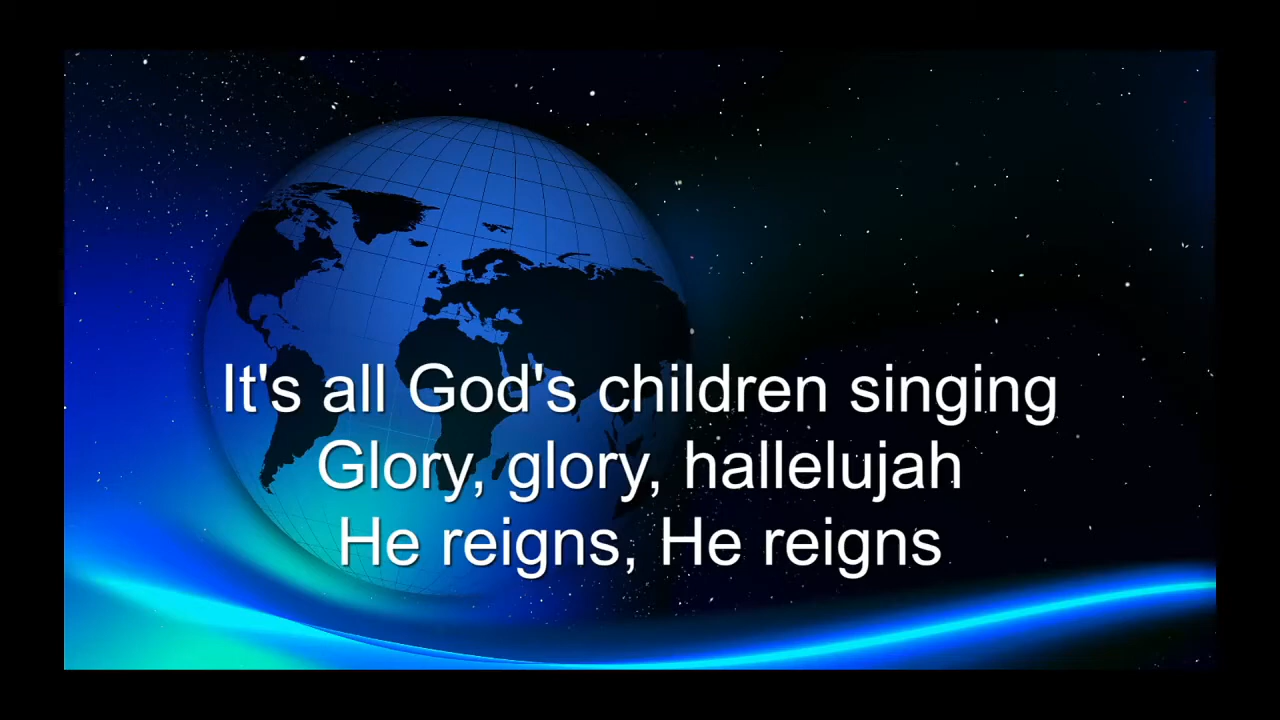 It's all God's children singing
Glory, glory, hallelujah
He reigns, He reigns